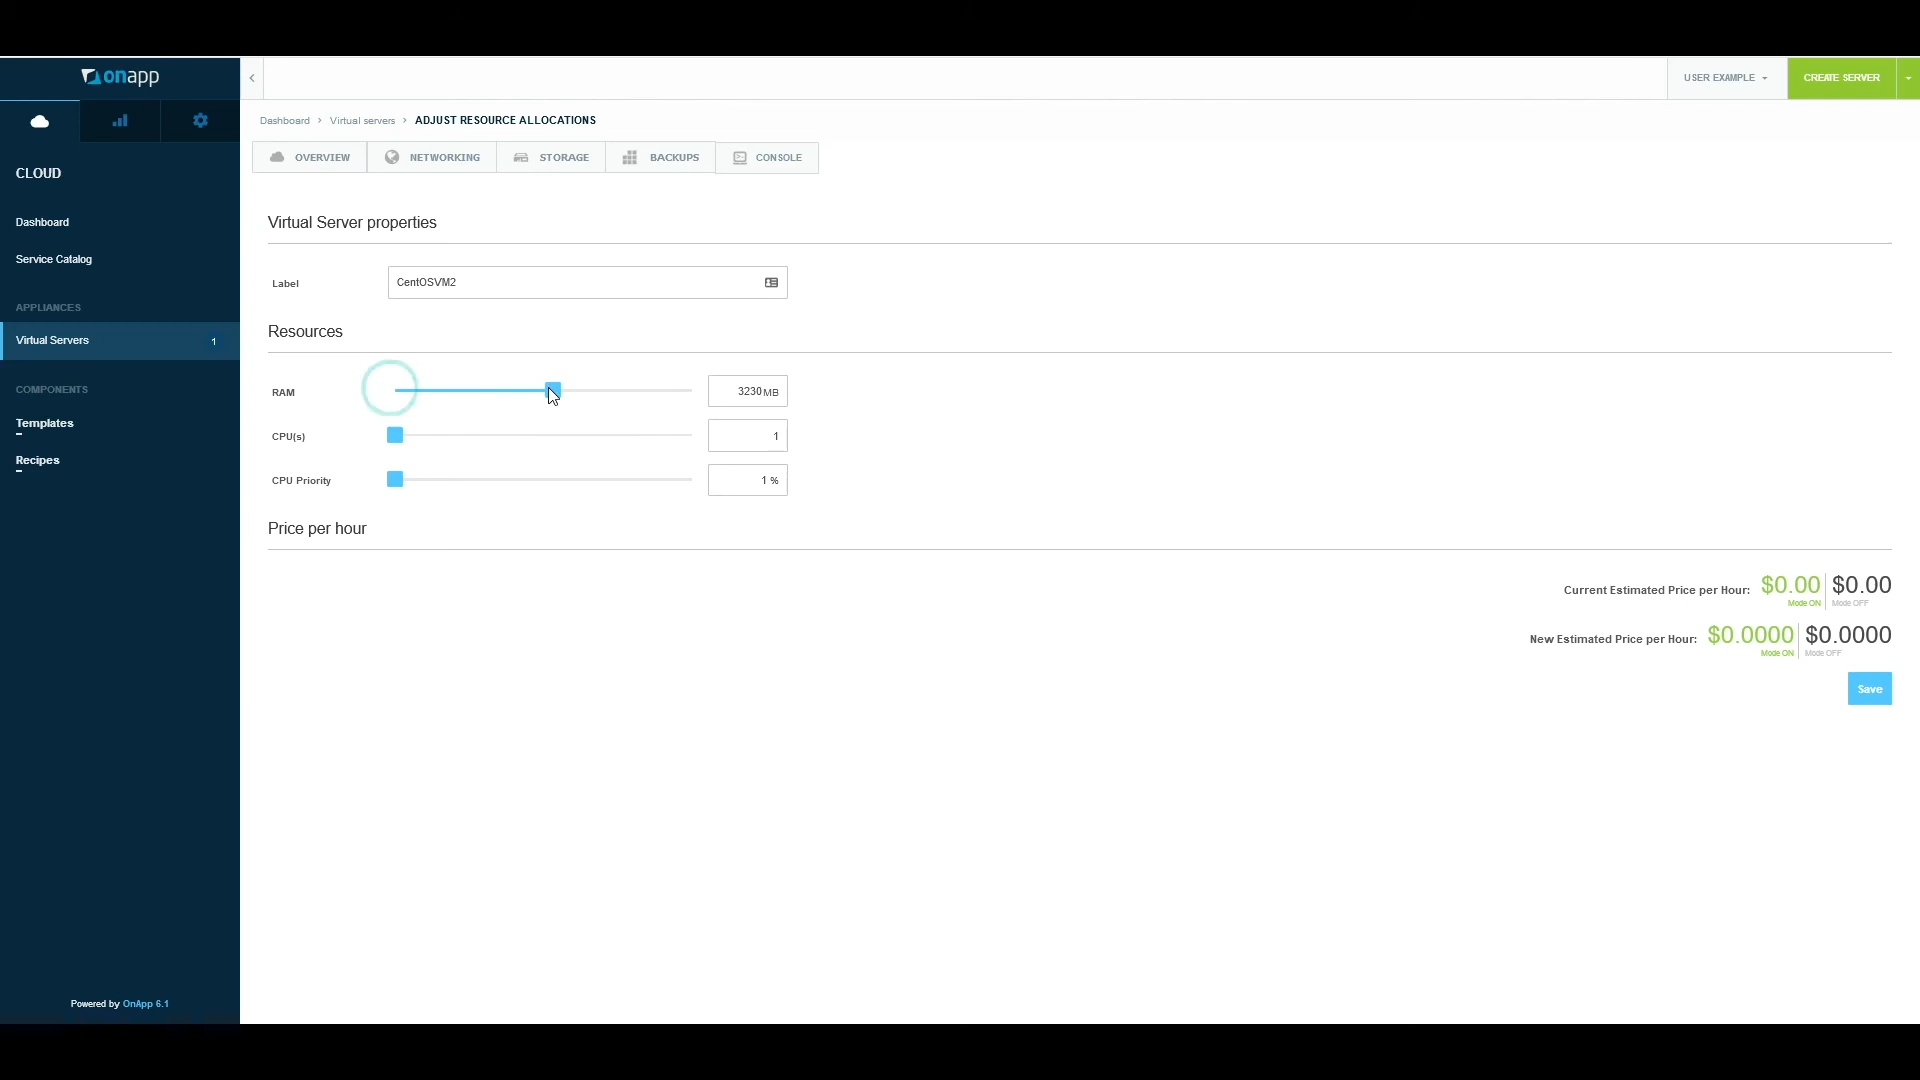 onapp
USER EXAMPLE
CREATE SERVER
Dashboard › Virtual servers › ADJUST RESOURCE ALLOCATIONS
OVERVIEW
NETWORKING
STORAGE
BACKUPS
CONSOLE
CLOUD
Dashboard
Service Catalog
APPLIANCES
Virtual Servers 1
COMPONENTS
Templates
Recipes
Powered by OnApp 6.1
Virtual Server properties
Label CentOSVM2
Resources
RAM 3230 MB
CPU(s) 1
CPU Priority 1 %
Price per hour
Current Estimated Price per Hour: $0.00 $0.00
Mode ON Mode OFF
New Estimated Price per Hour: $0.0000 $0.0000
Mode ON Mode OFF
Save